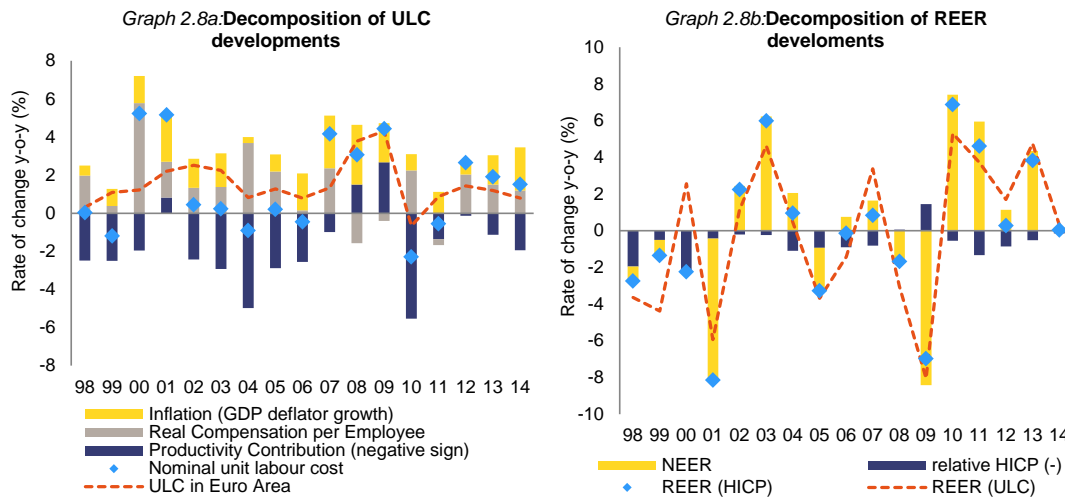 Graph 2.8a:Decomposition of ULC
developments
Rate of change y-o-y (%)
8
6
4
2
0
-2
-4
-6
-8
98 99 00 01 02 03 04 05 06 07 08 09 10 11 12 13 14
Inflation (GDP deflator growth)
Real Compensation per Employee
Productivity Contribution (negative sign)
Nominal unit labour cost
ULC in Euro Area
Graph 2.8b:Decomposition of REER
develoments
Rate of change y-o-y (%)
10
8
6
4
2
0
-2
-4
-6
-8
-10
98 99 00 01 02 03 04 05 06 07 08 09 10 11 12 13 14
NEER
relative HICP (-)
REER (HICP)
REER (ULC)